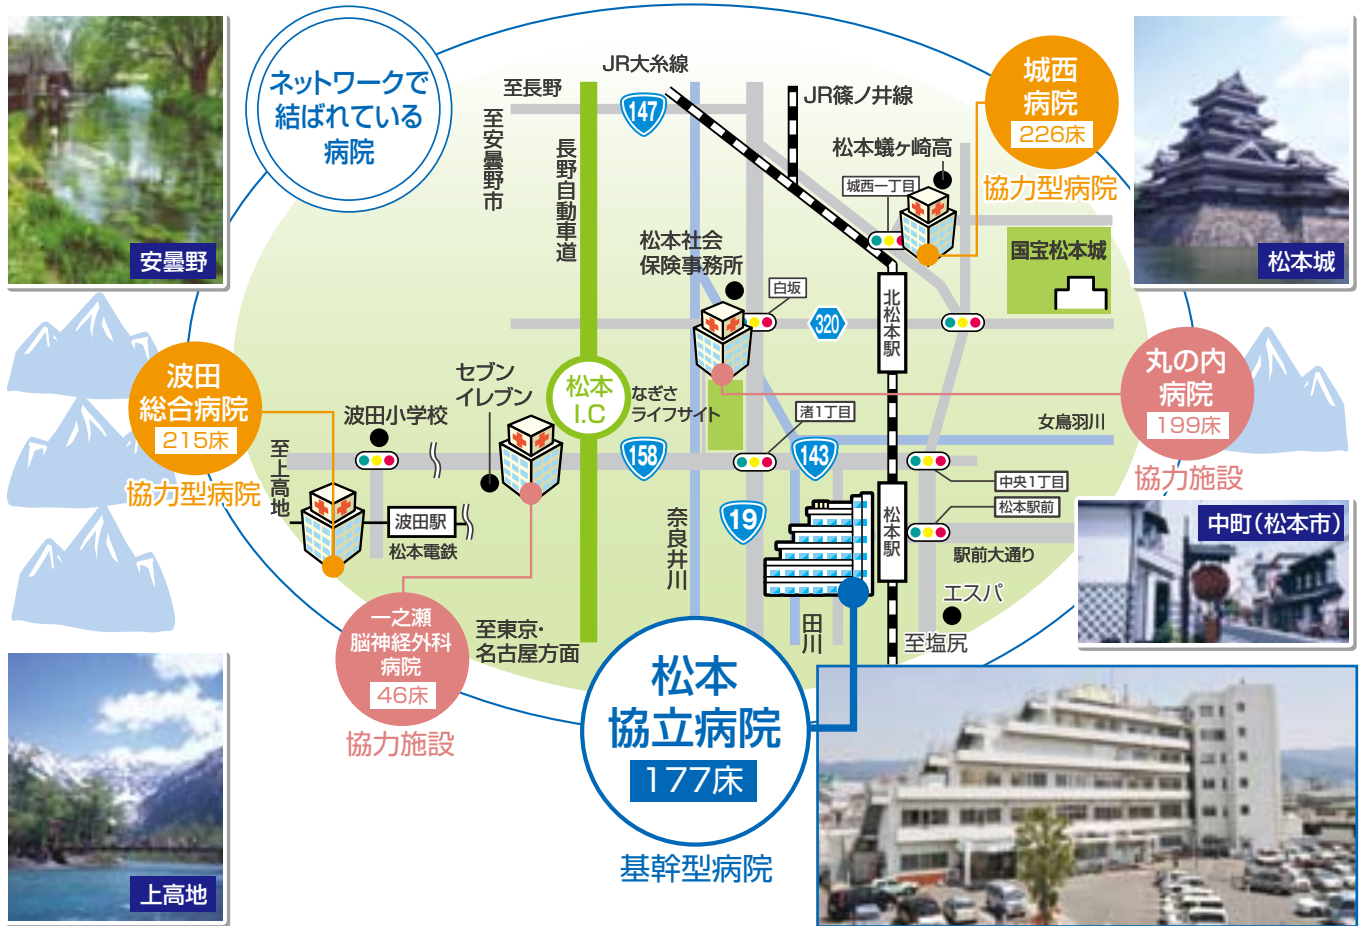 ネットワークで
結ばれている
病院
安曇野
至長野
JR大糸線
147
JR篠ノ井線
至安曇野市
長野自動車道
松本蟻ヶ崎高
城西一丁目
城西
病院
226床
協力型病院
松本城
国宝松本城
松本社会
保険事務所
白坂
320
北松本駅
丸の内
病院
199床
協力施設
波田
総合病院
215床
協力型病院
セブン
イレブン
松本
I.C
なぎさ
ライフサイト
波田小学校
渚1丁目
女鳥羽川
至上高地
158
143
中央1丁目
松本駅前
波田駅
松本電鉄
奈良井川
19
松本駅
駅前大通り
中町(松本市)
エスパ
至塩尻
田川
一之瀬
脳神経外科
病院
46床
協力施設
至東京・
名古屋方面
松本
協立病院
177床
基幹型病院
上高地